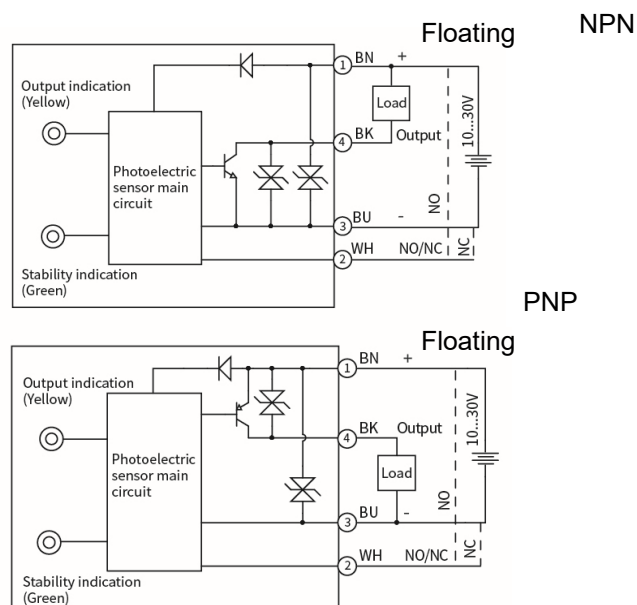 Floating NPN
1 BN +
Output indication
(Yellow)
Load
10...30V
4 BK Output
Photoelectric
sensor main
circuit
NO
3 BU -
2 WH NO/NC NC
Stability indication
(Green)
PNP
Floating
1 BN +
Output indication
(Yellow)
10...30V
4 BK Output
Photoelectric
sensor main
circuit
Load
NO
3 BU -
2 WH NO/NC NC
Stability indication
(Green)